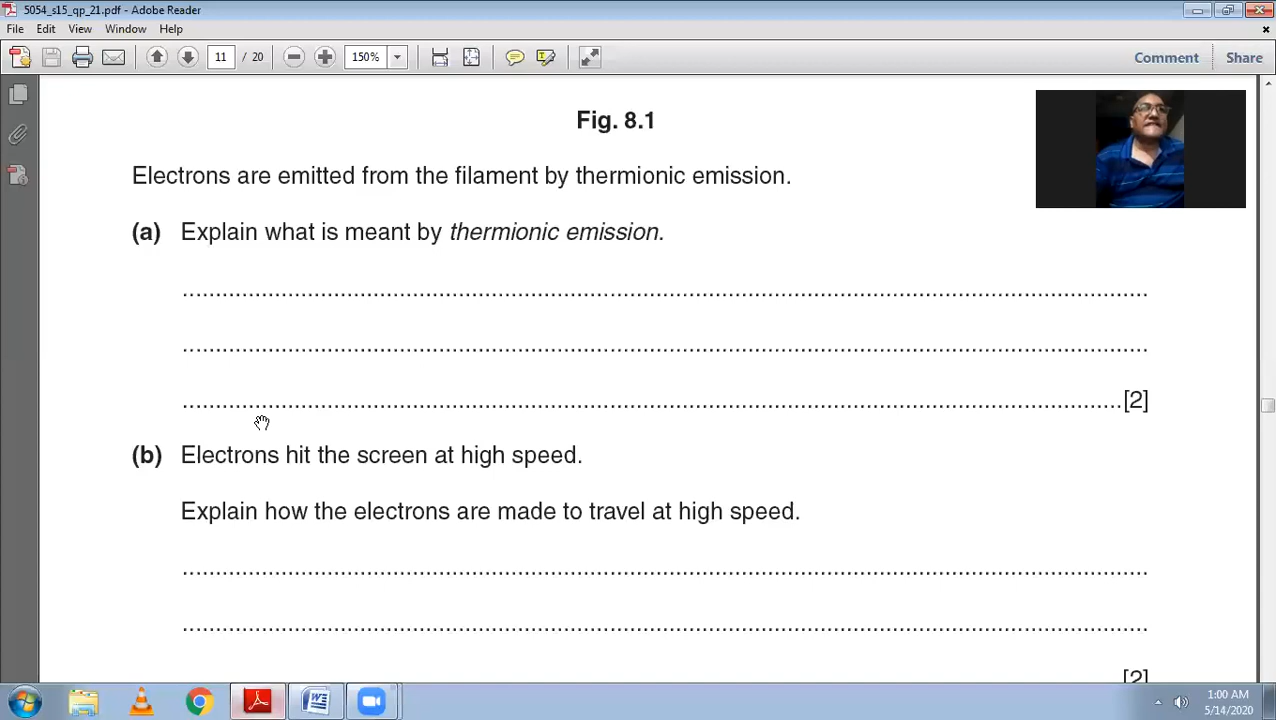 5054_s15_qp_21.pdf - Adobe Reader
File Edit View Window Help
11 / 20 150% Comment Share
Fig. 8.1
Electrons are emitted from the filament by thermionic emission.
(a) Explain what is meant by thermionic emission.
................................................................................
................................................................................
................................................................................[2]
(b) Electrons hit the screen at high speed.
Explain how the electrons are made to travel at high speed.
................................................................................
................................................................................
[2]
1:00 AM
5/14/2020